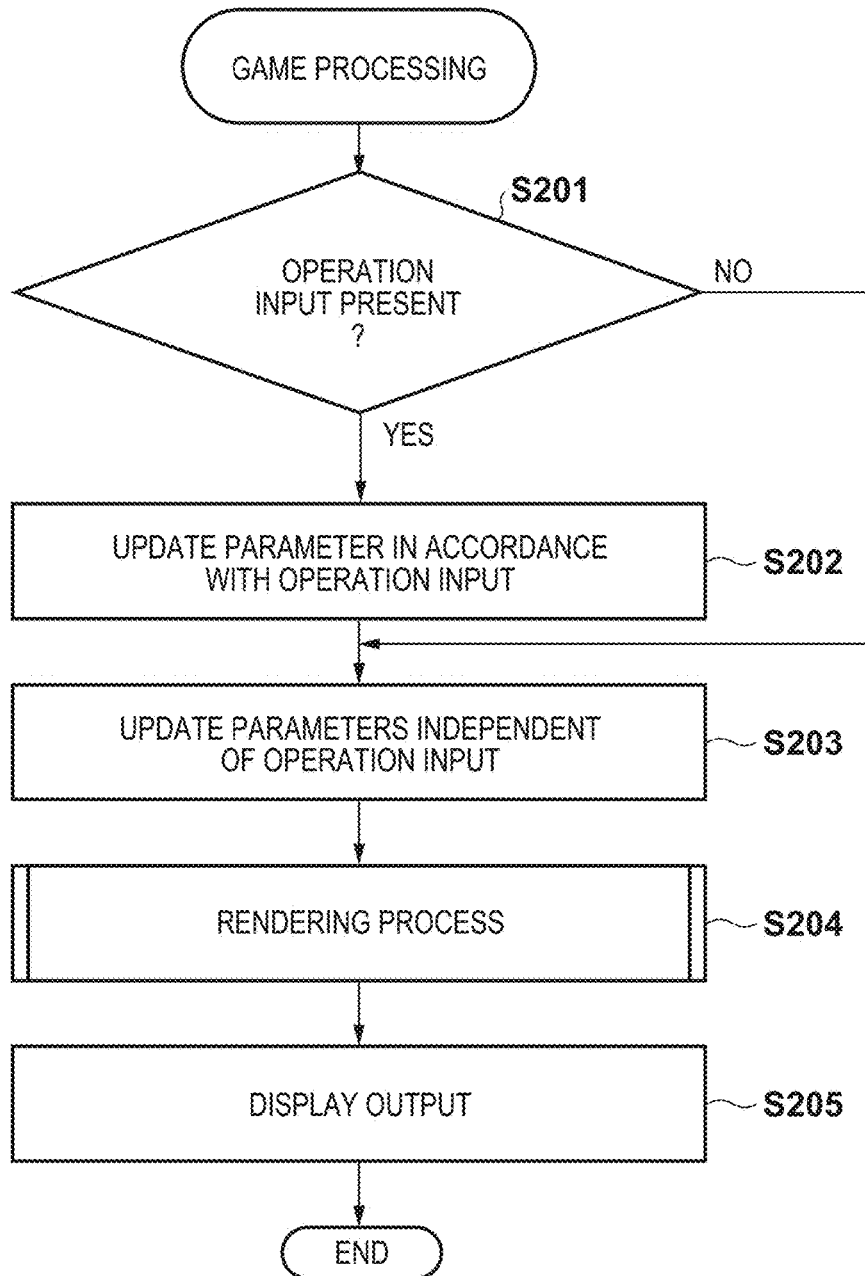 GAME PROCESSING
S201
OPERATION
INPUT PRESENT
?
NO
YES
UPDATE PARAMETER IN ACCORDANCE
WITH OPERATION INPUT
S202
UPDATE PARAMETERS INDEPENDENT
OF OPERATION INPUT
S203
RENDERING PROCESS
S204
DISPLAY OUTPUT
S205
END